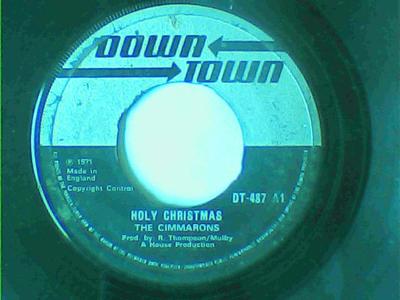 DOWN
TOWN
℗ 1971
Made in
England
Copyright Control
DT-487 A1
HOLY CHRISTMAS
THE CIMMARONS
Prod. by: R. Thompson/Mulby
A House Production